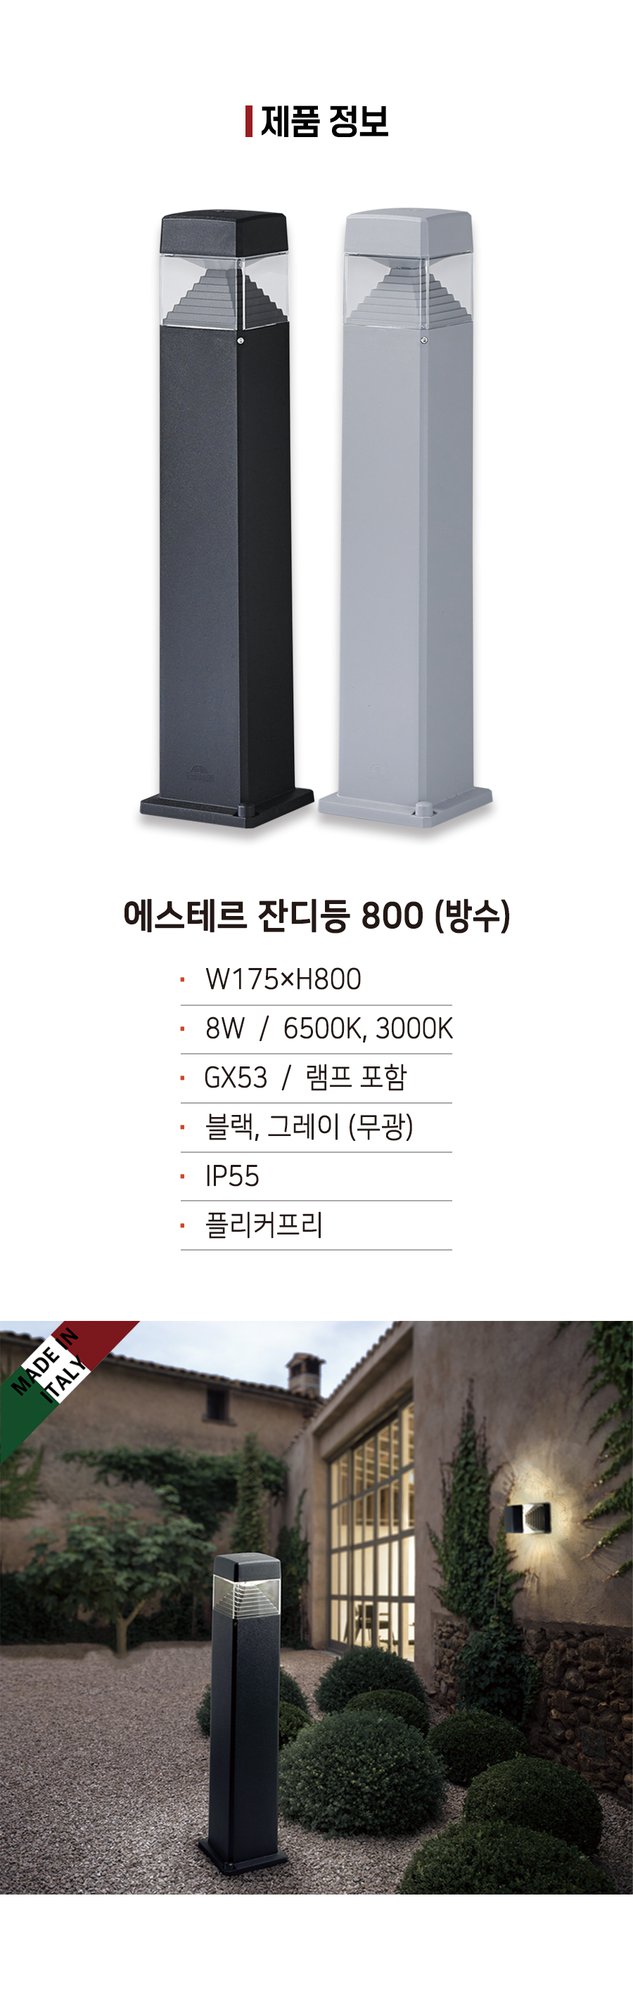 제품 정보
에스테르 잔디등 800 (방수)
· W175×H800
· 8W / 6500K, 3000K
· GX53 / 램프 포함
· 블랙, 그레이 (무광)
· IP55
· 플리커프리
MADE IN
ITALY